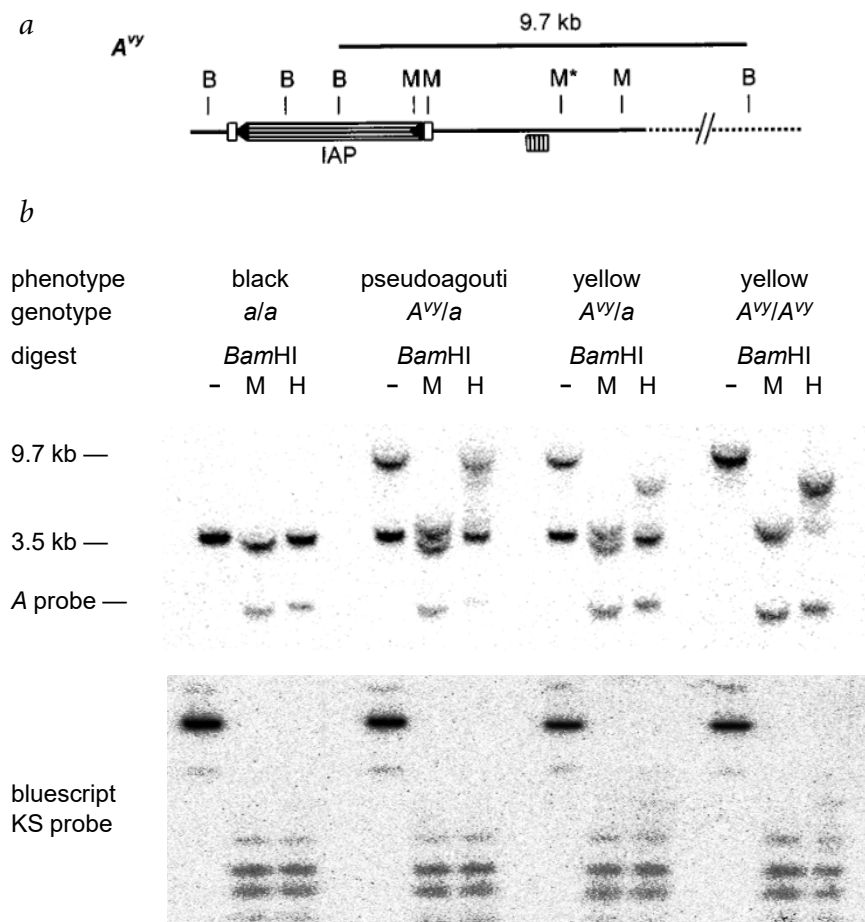 a
A^vy
9.7 kb
B B B M M M* M B
IAP
b
phenotype black pseudoagouti yellow yellow
genotype a/a A^vy/a A^vy/a A^vy/A^vy
digest BamHI BamHI BamHI BamHI
– M H – M H – M H – M H
9.7 kb —
3.5 kb —
A probe —
bluescript
KS probe